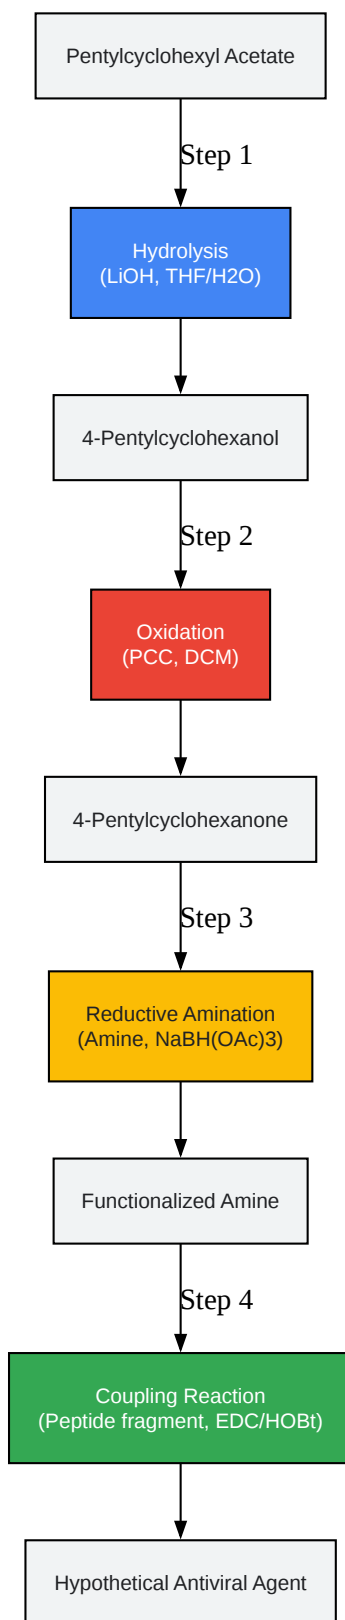 Pentylcyclohexyl Acetate
Step 1
Hydrolysis
(LiOH, THF/H2O)
4-Pentylcyclohexanol
Step 2
Oxidation
(PCC, DCM)
4-Pentylcyclohexanone
Step 3
Reductive Amination
(Amine, NaBH(OAc)3)
Functionalized Amine
Step 4
Coupling Reaction
(Peptide fragment, EDC/HOBt)
Hypothetical Antiviral Agent